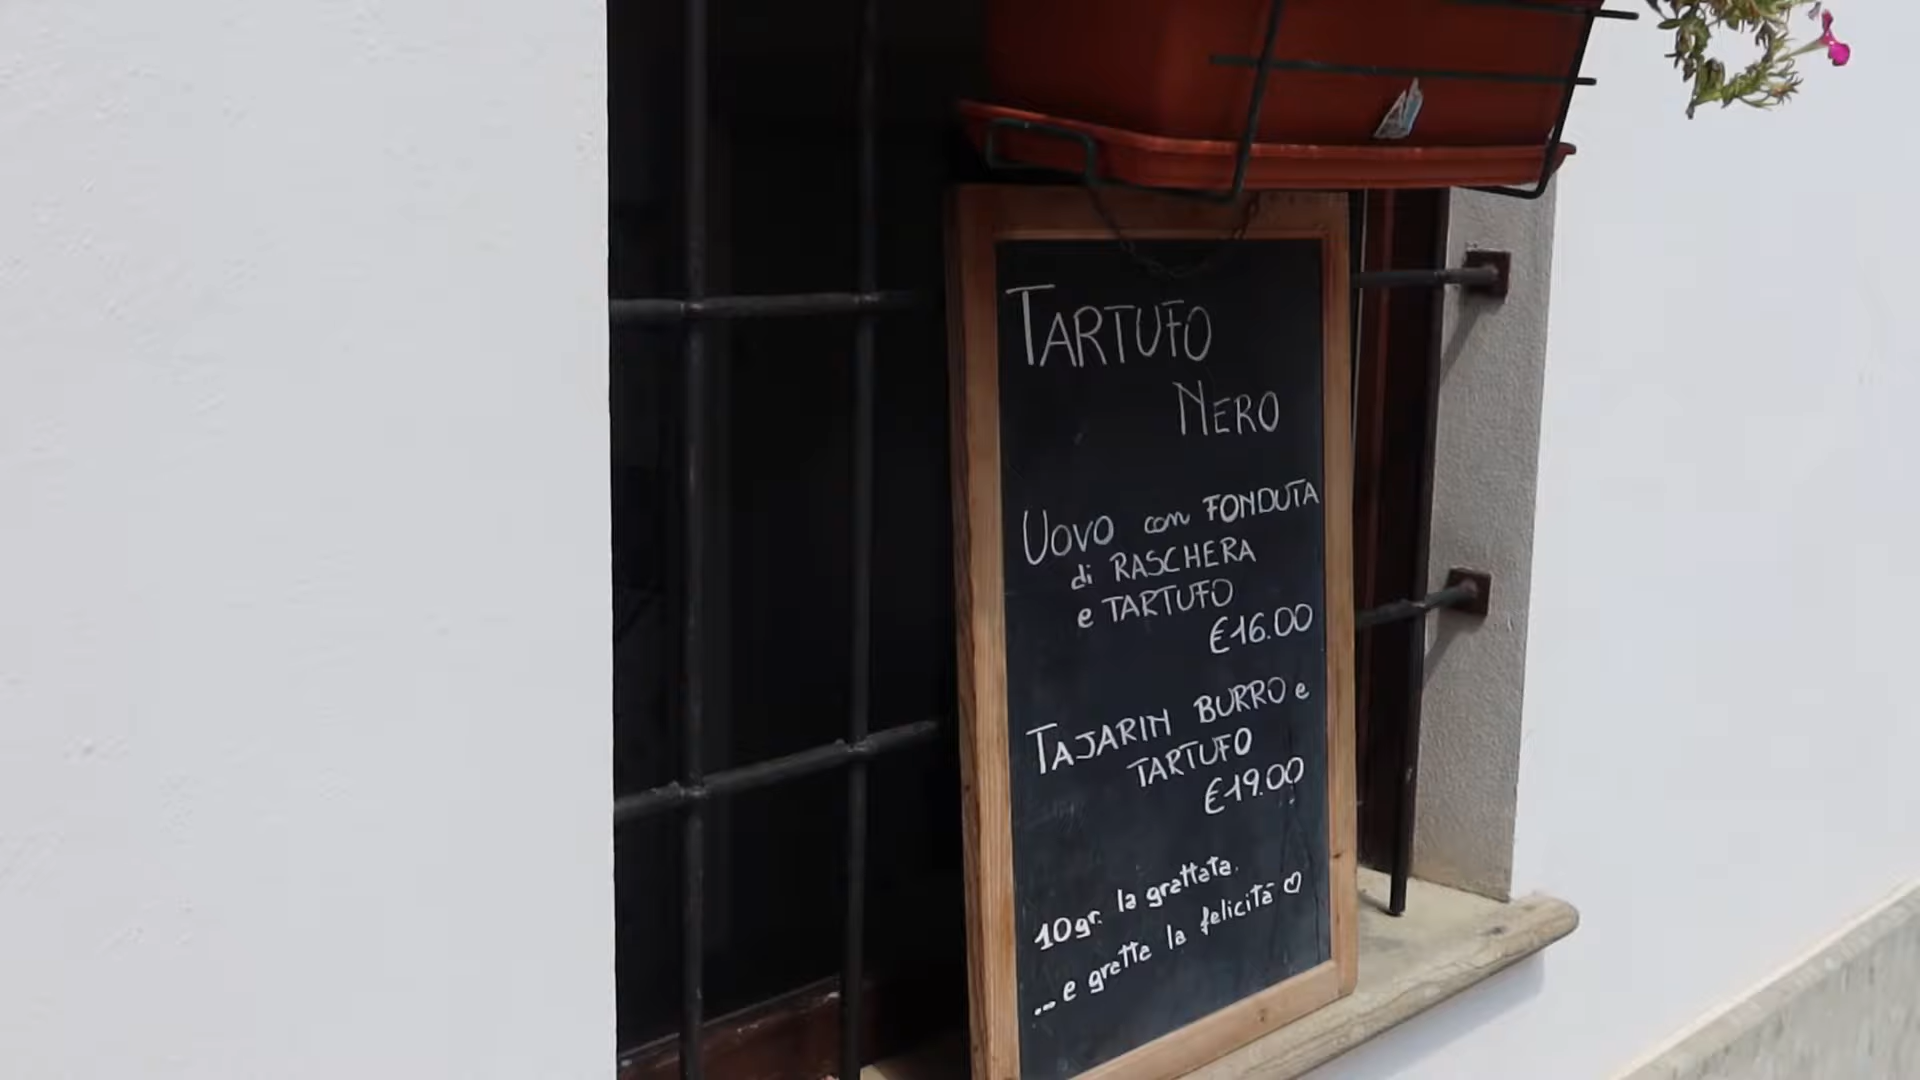 TARTUFO
NERO
UOVO con FONDUTA
di RASCHERA
e TARTUFO
€16.00
TAJARIN BURRO e
TARTUFO
€19.00
10gr. la grattata.
... e gratta la felicità ♡